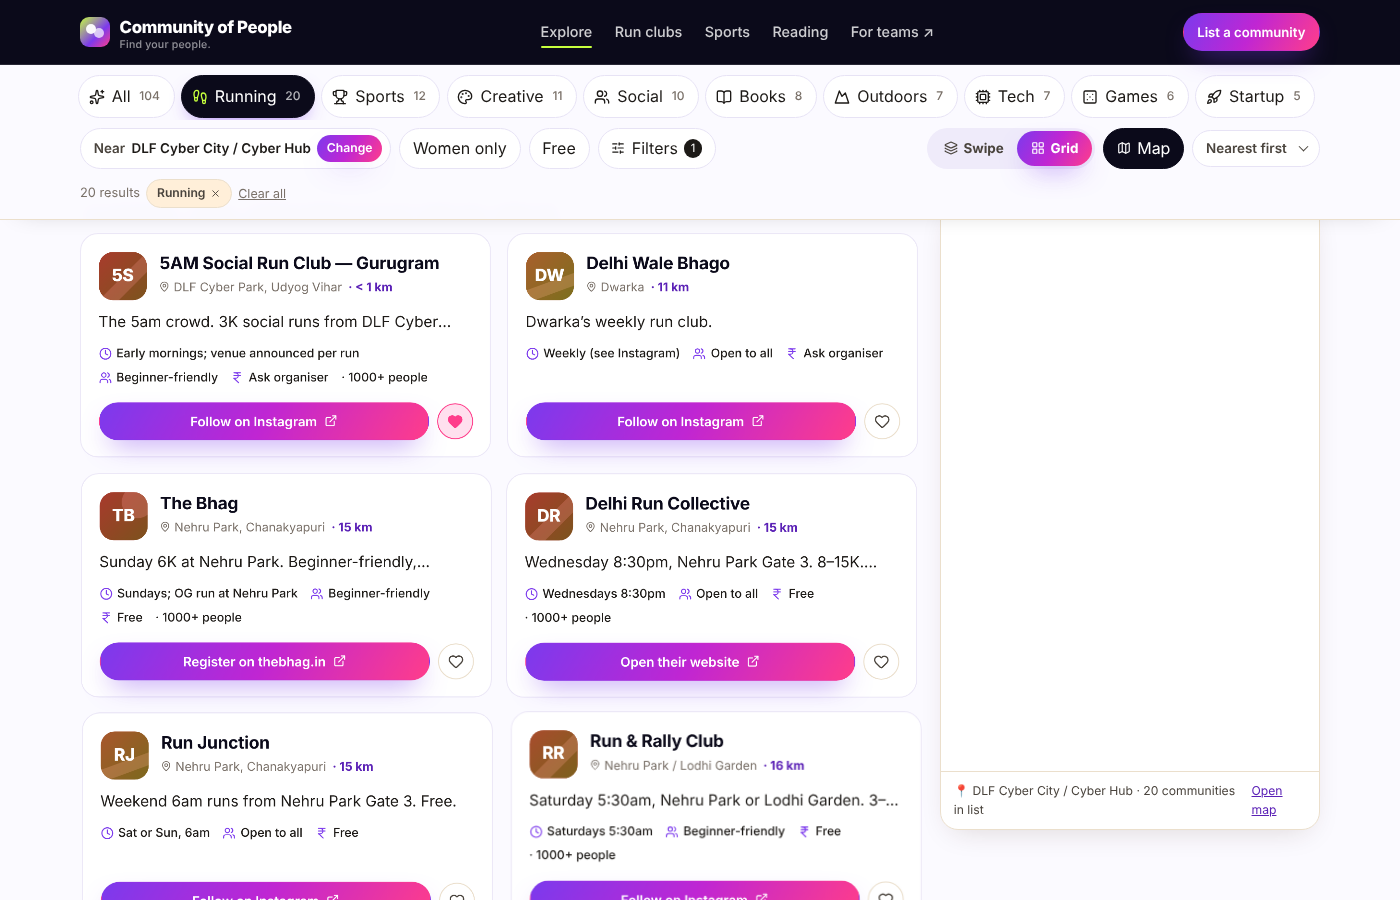 Community of People
Find your people.
Explore
Run clubs
Sports
Reading
For teams ↗
List a community
All 104
Running 20
Sports 12
Creative 11
Social 10
Books 8
Outdoors 7
Tech 7
Games 6
Startup 5
Near DLF Cyber City / Cyber Hub Change
Women only
Free
Filters 1
Swipe
Grid
Map
Nearest first
20 results
Running ×
Clear all
5S
5AM Social Run Club — Gurugram
DLF Cyber Park, Udyog Vihar · < 1 km
The 5am crowd. 3K social runs from DLF Cyber...
Early mornings; venue announced per run
Beginner-friendly ₹ Ask organiser · 1000+ people
Follow on Instagram
DW
Delhi Wale Bhago
Dwarka · 11 km
Dwarka’s weekly run club.
Weekly (see Instagram) Open to all ₹ Ask organiser
Follow on Instagram
TB
The Bhag
Nehru Park, Chanakyapuri · 15 km
Sunday 6K at Nehru Park. Beginner-friendly,...
Sundays; OG run at Nehru Park Beginner-friendly
₹ Free · 1000+ people
Register on thebhag.in
DR
Delhi Run Collective
Nehru Park, Chanakyapuri · 15 km
Wednesday 8:30pm, Nehru Park Gate 3. 8–15K....
Wednesdays 8:30pm Open to all ₹ Free
· 1000+ people
Open their website
RJ
Run Junction
Nehru Park, Chanakyapuri · 15 km
Weekend 6am runs from Nehru Park Gate 3. Free.
Sat or Sun, 6am Open to all ₹ Free
Follow on Instagram
RR
Run & Rally Club
Nehru Park / Lodhi Garden · 16 km
Saturday 5:30am, Nehru Park or Lodhi Garden. 3–...
Saturdays 5:30am Beginner-friendly ₹ Free
· 1000+ people
Follow on Instagram
📍 DLF Cyber City / Cyber Hub · 20 communities
in list
Open
map